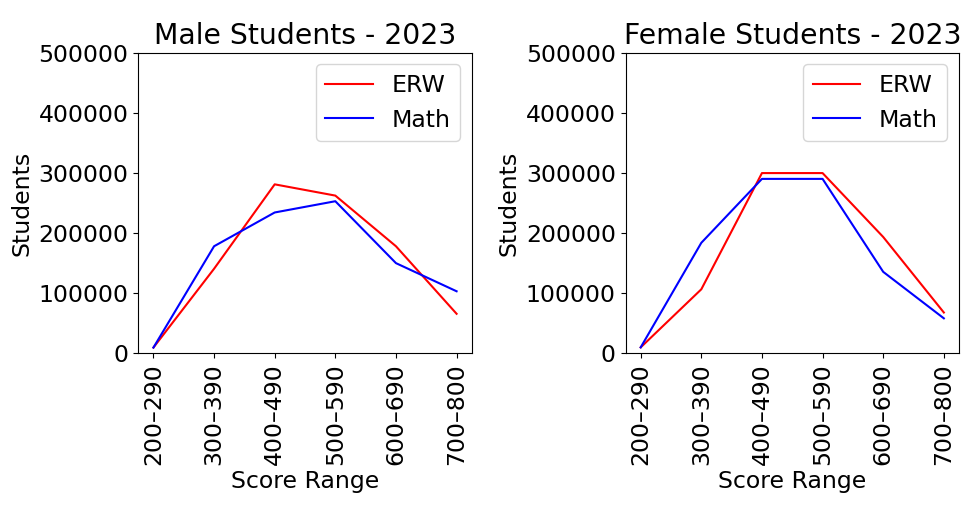 Male Students - 2023
500000
400000
300000
200000
100000
0
Students
ERW
Math
200–290
300–390
400–490
500–590
600–690
700–800
Score Range
Female Students - 2023
500000
400000
300000
200000
100000
0
Students
ERW
Math
200–290
300–390
400–490
500–590
600–690
700–800
Score Range